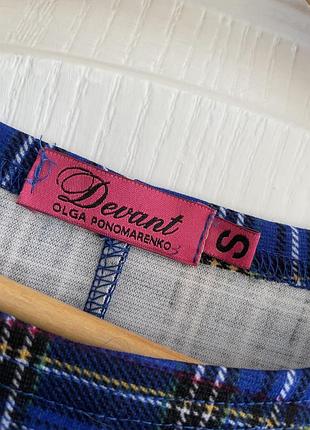 Devant
OLGA PONOMARENKO
S